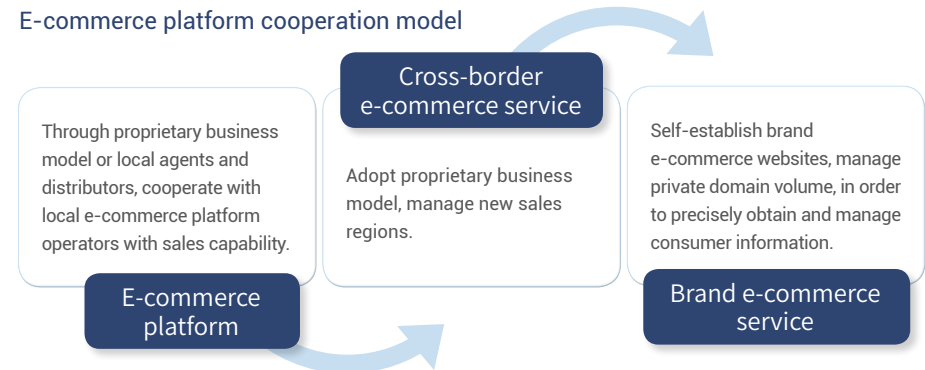 E-commerce platform cooperation model
Through proprietary business
model or local agents and
distributors, cooperate with
local e-commerce platform
operators with sales capability.
E-commerce
platform
Cross-border
e-commerce service
Adopt proprietary business
model, manage new sales
regions.
Self-establish brand
e-commerce websites, manage
private domain volume, in order
to precisely obtain and manage
consumer information.
Brand e-commerce
service